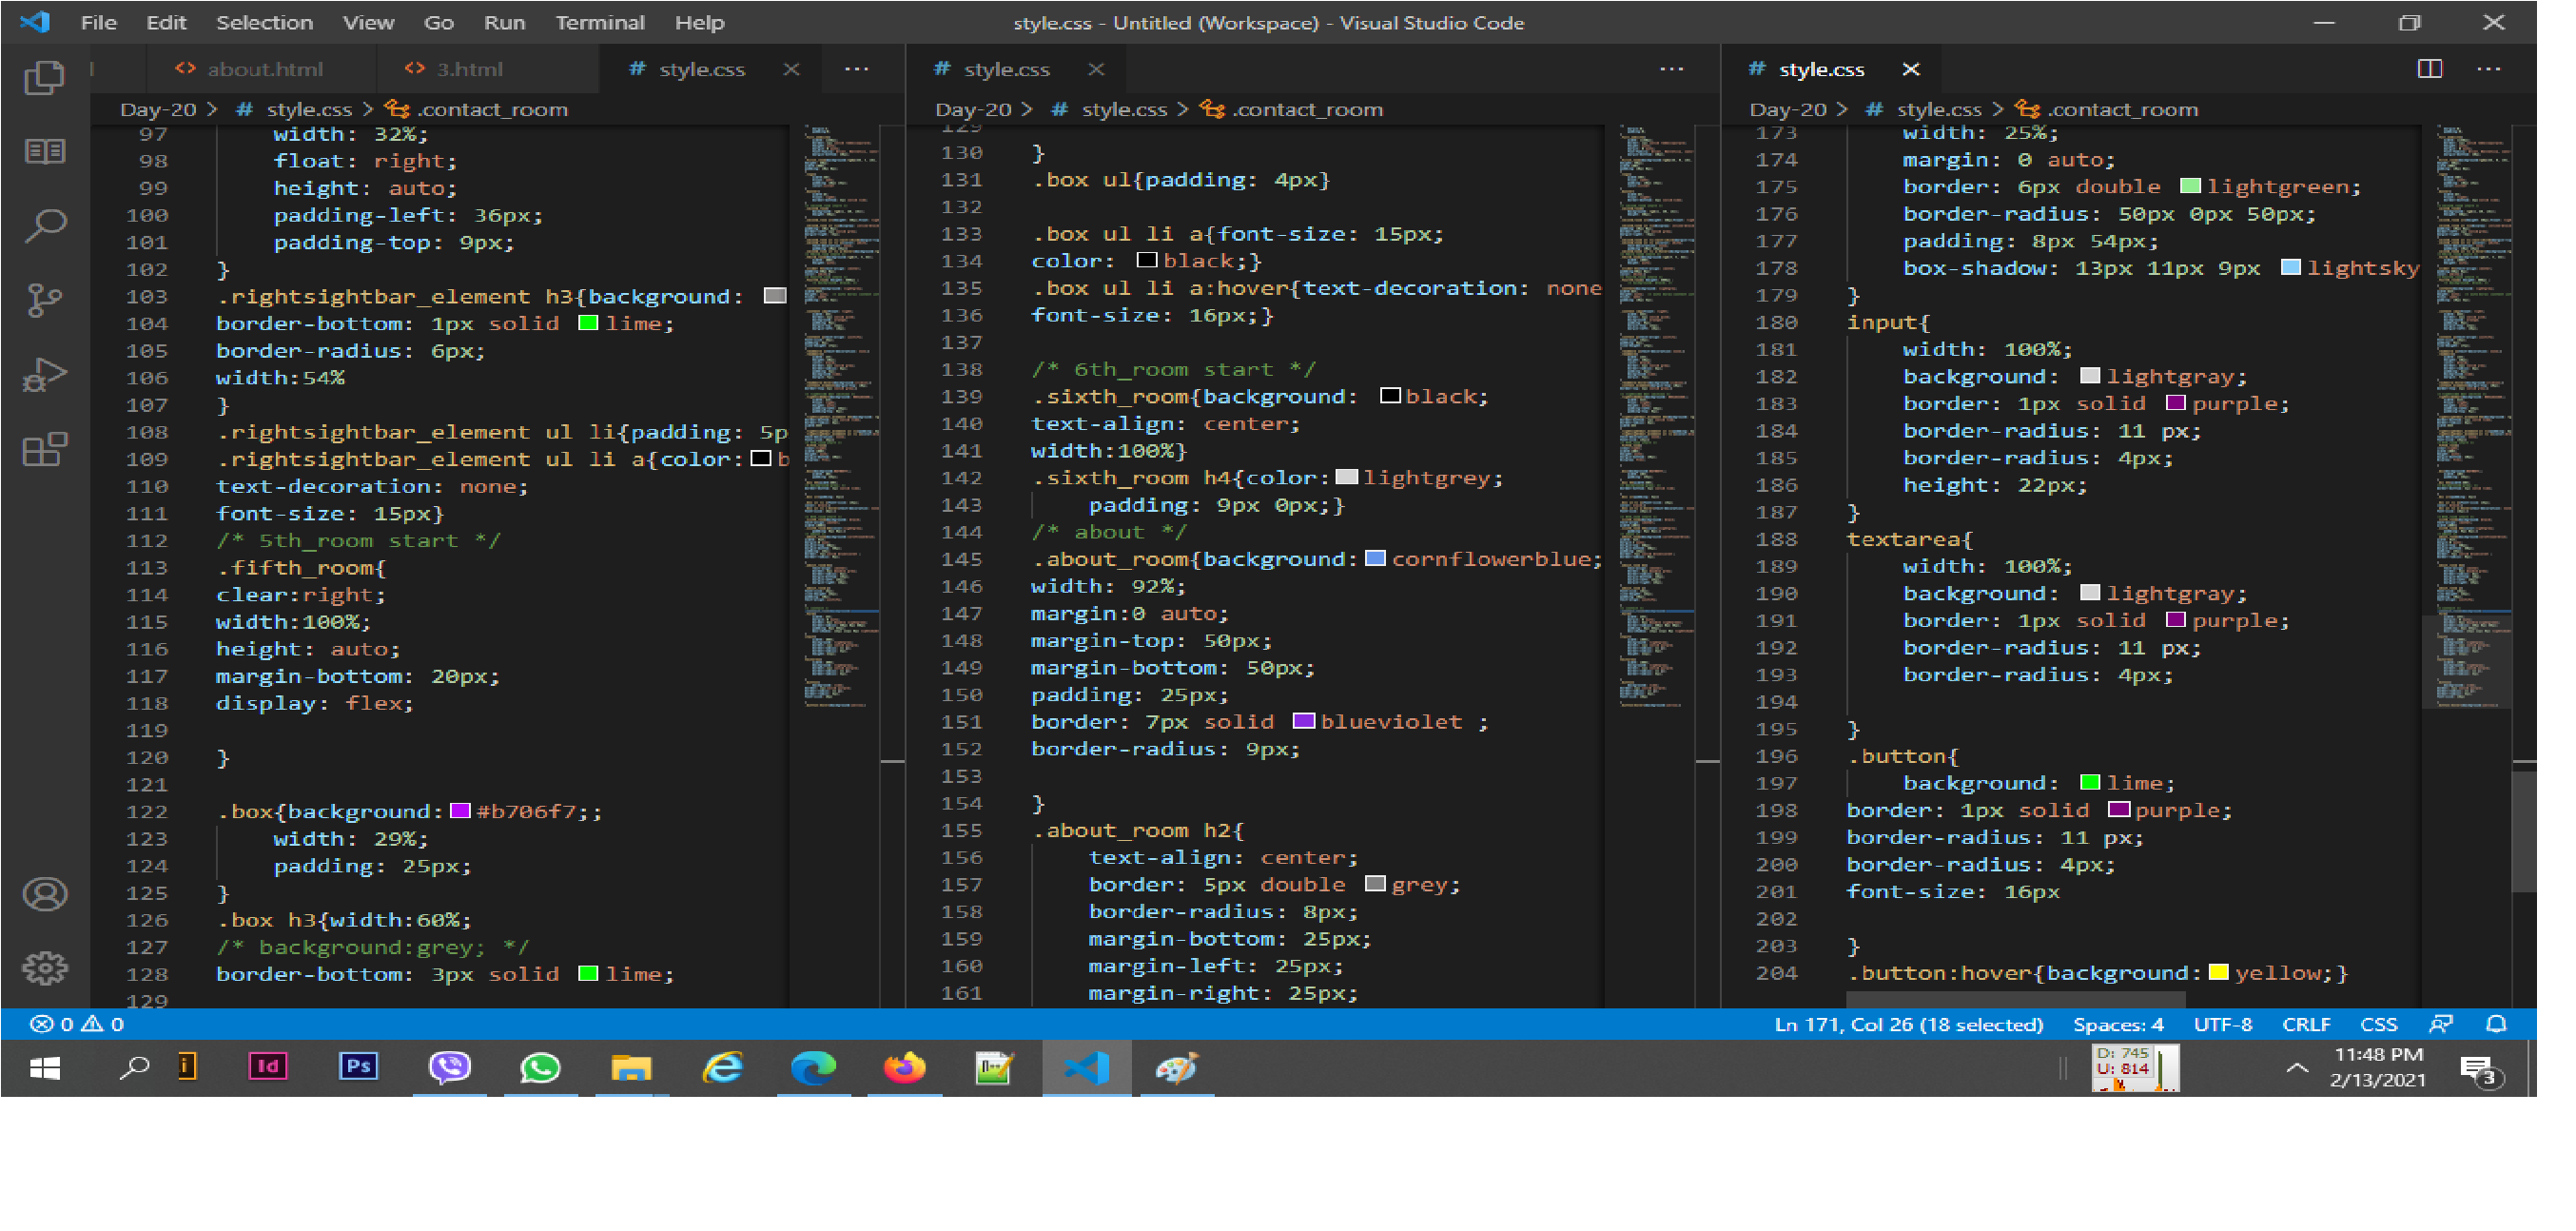 File Edit Selection View Go Run Terminal Help style.css - Untitled (Workspace) - Visual Studio Code
about.html 3.html # style.css
Day-20 > # style.css > .contact_room
97 width: 32%;
98 float: right;
99 height: auto;
100 padding-left: 36px;
101 padding-top: 9px;
102 }
103 .rightsightbar_element h3{background:
104 border-bottom: 1px solid lime;
105 border-radius: 6px;
106 width:54%
107 }
108 .rightsightbar_element ul li{padding: 5p
109 .rightsightbar_element ul li a{color: b
110 text-decoration: none;
111 font-size: 15px}
112 /* 5th_room start */
113 .fifth_room{
114 clear:right;
115 width:100%;
116 height: auto;
117 margin-bottom: 20px;
118 display: flex;
119
120 }
121
122 .box{background: #b706f7;;
123 width: 29%;
124 padding: 25px;
125 }
126 .box h3{width:60%;
127 /* background:grey; */
128 border-bottom: 3px solid lime;
129
# style.css
Day-20 > # style.css > .contact_room
129
130 }
131 .box ul{padding: 4px}
132
133 .box ul li a{font-size: 15px;
134 color: black;}
135 .box ul li a:hover{text-decoration: none
136 font-size: 16px;}
137
138 /* 6th_room start */
139 .sixth_room{background: black;
140 text-align: center;
141 width:100%}
142 .sixth_room h4{color: lightgrey;
143 padding: 9px 0px;}
144 /* about */
145 .about_room{background: cornflowerblue;
146 width: 92%;
147 margin:0 auto;
148 margin-top: 50px;
149 margin-bottom: 50px;
150 padding: 25px;
151 border: 7px solid blueviolet ;
152 border-radius: 9px;
153
154 }
155 .about_room h2{
156 text-align: center;
157 border: 5px double grey;
158 border-radius: 8px;
159 margin-bottom: 25px;
160 margin-left: 25px;
161 margin-right: 25px;
# style.css
Day-20 > # style.css > .contact_room
173 width: 25%;
174 margin: 0 auto;
175 border: 6px double lightgreen;
176 border-radius: 50px 0px 50px;
177 padding: 8px 54px;
178 box-shadow: 13px 11px 9px lightsky
179 }
180 input{
181 width: 100%;
182 background: lightgray;
183 border: 1px solid purple;
184 border-radius: 11 px;
185 border-radius: 4px;
186 height: 22px;
187 }
188 textarea{
189 width: 100%;
190 background: lightgray;
191 border: 1px solid purple;
192 border-radius: 11 px;
193 border-radius: 4px;
194
195 }
196 .button{
197 background: lime;
198 border: 1px solid purple;
199 border-radius: 11 px;
200 border-radius: 4px;
201 font-size: 16px
202
203 }
204 .button:hover{background: yellow;}
0 0 Ln 171, Col 26 (18 selected) Spaces: 4 UTF-8 CRLF CSS
Id Ps D: 745 11:48 PM
U: 814 2/13/2021 3